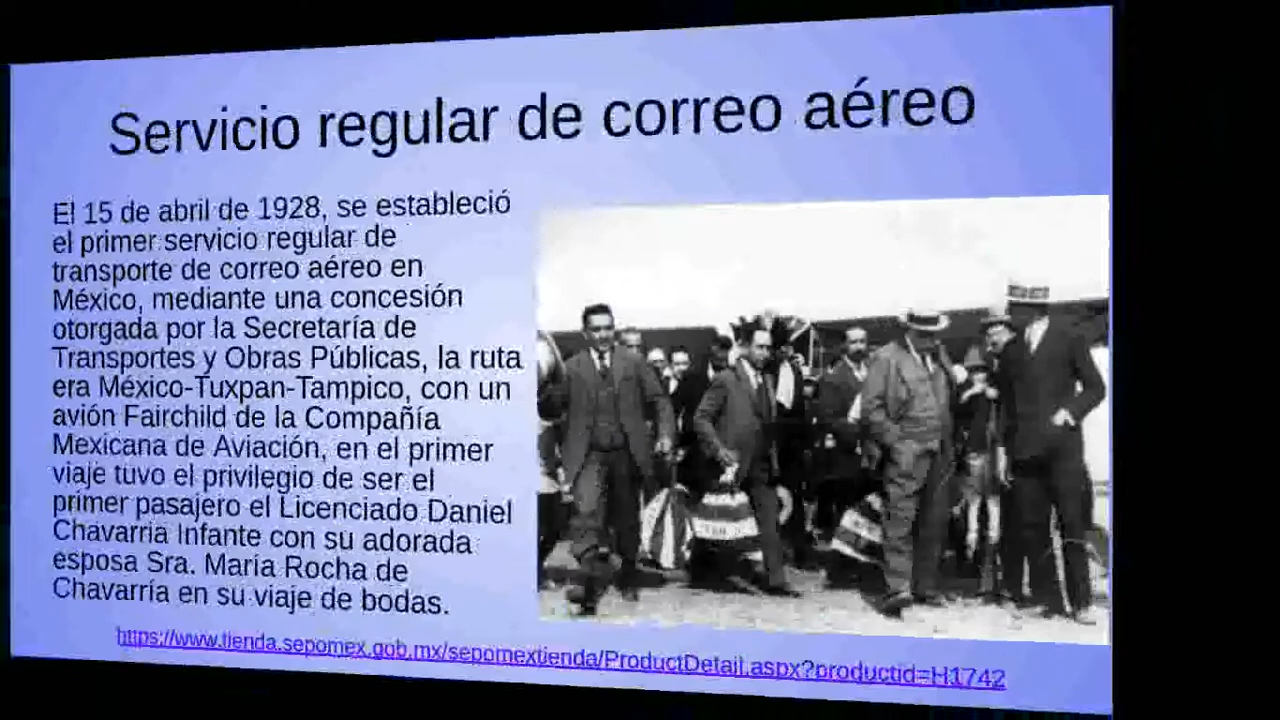 Servicio regular de correo aéreo
El 15 de abril de 1928, se estableció
el primer servicio regular de
transporte de correo aéreo en
México, mediante una concesión
otorgada por la Secretaría de
Transportes y Obras Públicas, la ruta
era México-Tuxpan-Tampico, con un
avión Fairchild de la Compañía
Mexicana de Aviación, en el primer
viaje tuvo el privilegio de ser el
primer pasajero el Licenciado Daniel
Chavarría Infante con su adorada
esposa Sra. María Rocha de
Chavarría en su viaje de bodas.
https://www.tienda.sepomex.gob.mx/sepomextienda/ProductDetail.aspx?productid=H1742